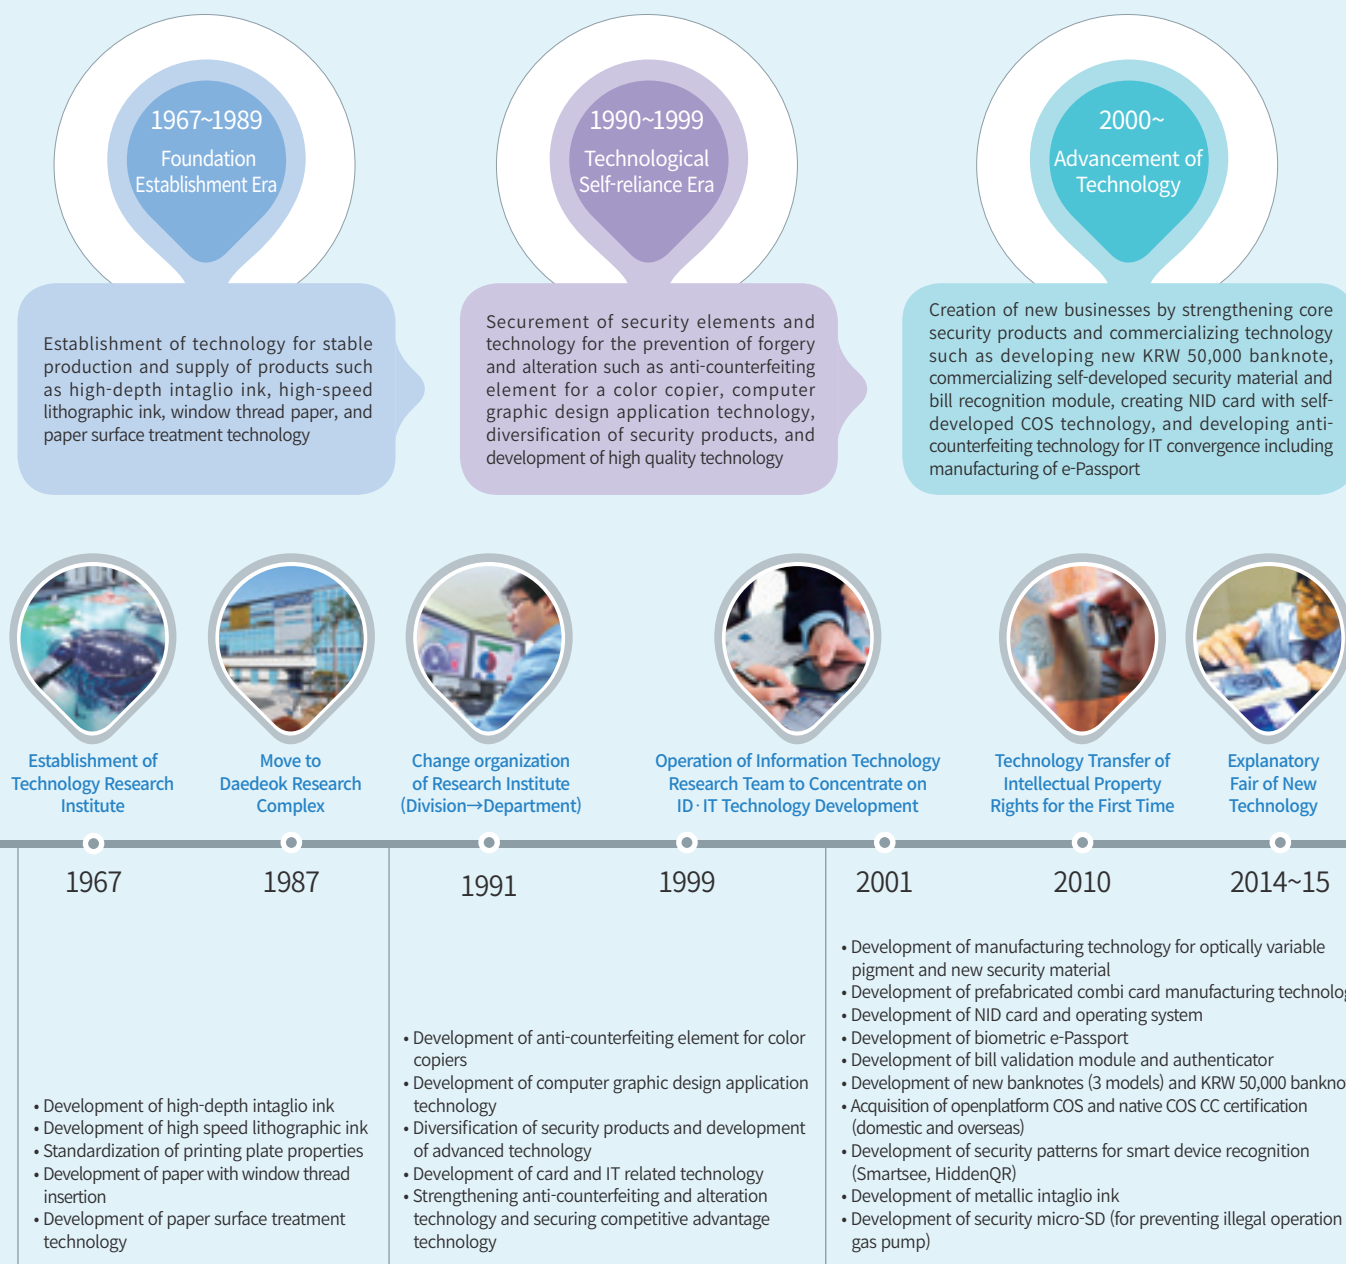 1967~1989
Foundation
Establishment Era
1990~1999
Technological
Self-reliance Era
2000~
Advancement of
Technology
Establishment of technology for stable
production and supply of products such
as high-depth intaglio ink, high-speed
lithographic ink, window thread paper, and
paper surface treatment technology
Securement of security elements and
technology for the prevention of forgery
and alteration such as anti-counterfeiting
element for a color copier, computer
graphic design application technology,
diversification of security products, and
development of high quality technology
Creation of new businesses by strengthening core
security products and commercializing technology
such as developing new KRW 50,000 banknote,
commercializing self-developed security material and
bill recognition module, creating NID card with self-
developed COS technology, and developing anti-
counterfeiting technology for IT convergence including
manufacturing of e-Passport
Establishment of
Technology Research
Institute
Move to
Daedeok Research
Complex
Change organization
of Research Institute
(Division→Department)
Operation of Information Technology
Research Team to Concentrate on
ID · IT Technology Development
Technology Transfer of
Intellectual Property
Rights for the First Time
Explanatory
Fair of New
Technology
1967
1987
1991
1999
2001
2010
2014~15
• Development of high-depth intaglio ink
• Development of high speed lithographic ink
• Standardization of printing plate properties
• Development of paper with window thread
insertion
• Development of paper surface treatment
technology
• Development of anti-counterfeiting element for color
copiers
• Development of computer graphic design application
technology
• Diversification of security products and development
of advanced technology
• Development of card and IT related technology
• Strengthening anti-counterfeiting and alteration
technology and securing competitive advantage
technology
• Development of manufacturing technology for optically variable
pigment and new security material
• Development of prefabricated combi card manufacturing
• Development of NID card and operating system
• Development of biometric e-Passport
• Development of bill validation module and authenticator
• Development of new banknotes (3 models) and KRW 50,000
• Acquisition of openplatform COS and native COS CC certification
(domestic and overseas)
• Development of security patterns for smart device recognition
(Smartsee, HiddenQR)
• Development of metallic intaglio ink
• Development of security micro-SD (for preventing illegal operation
gas pump)